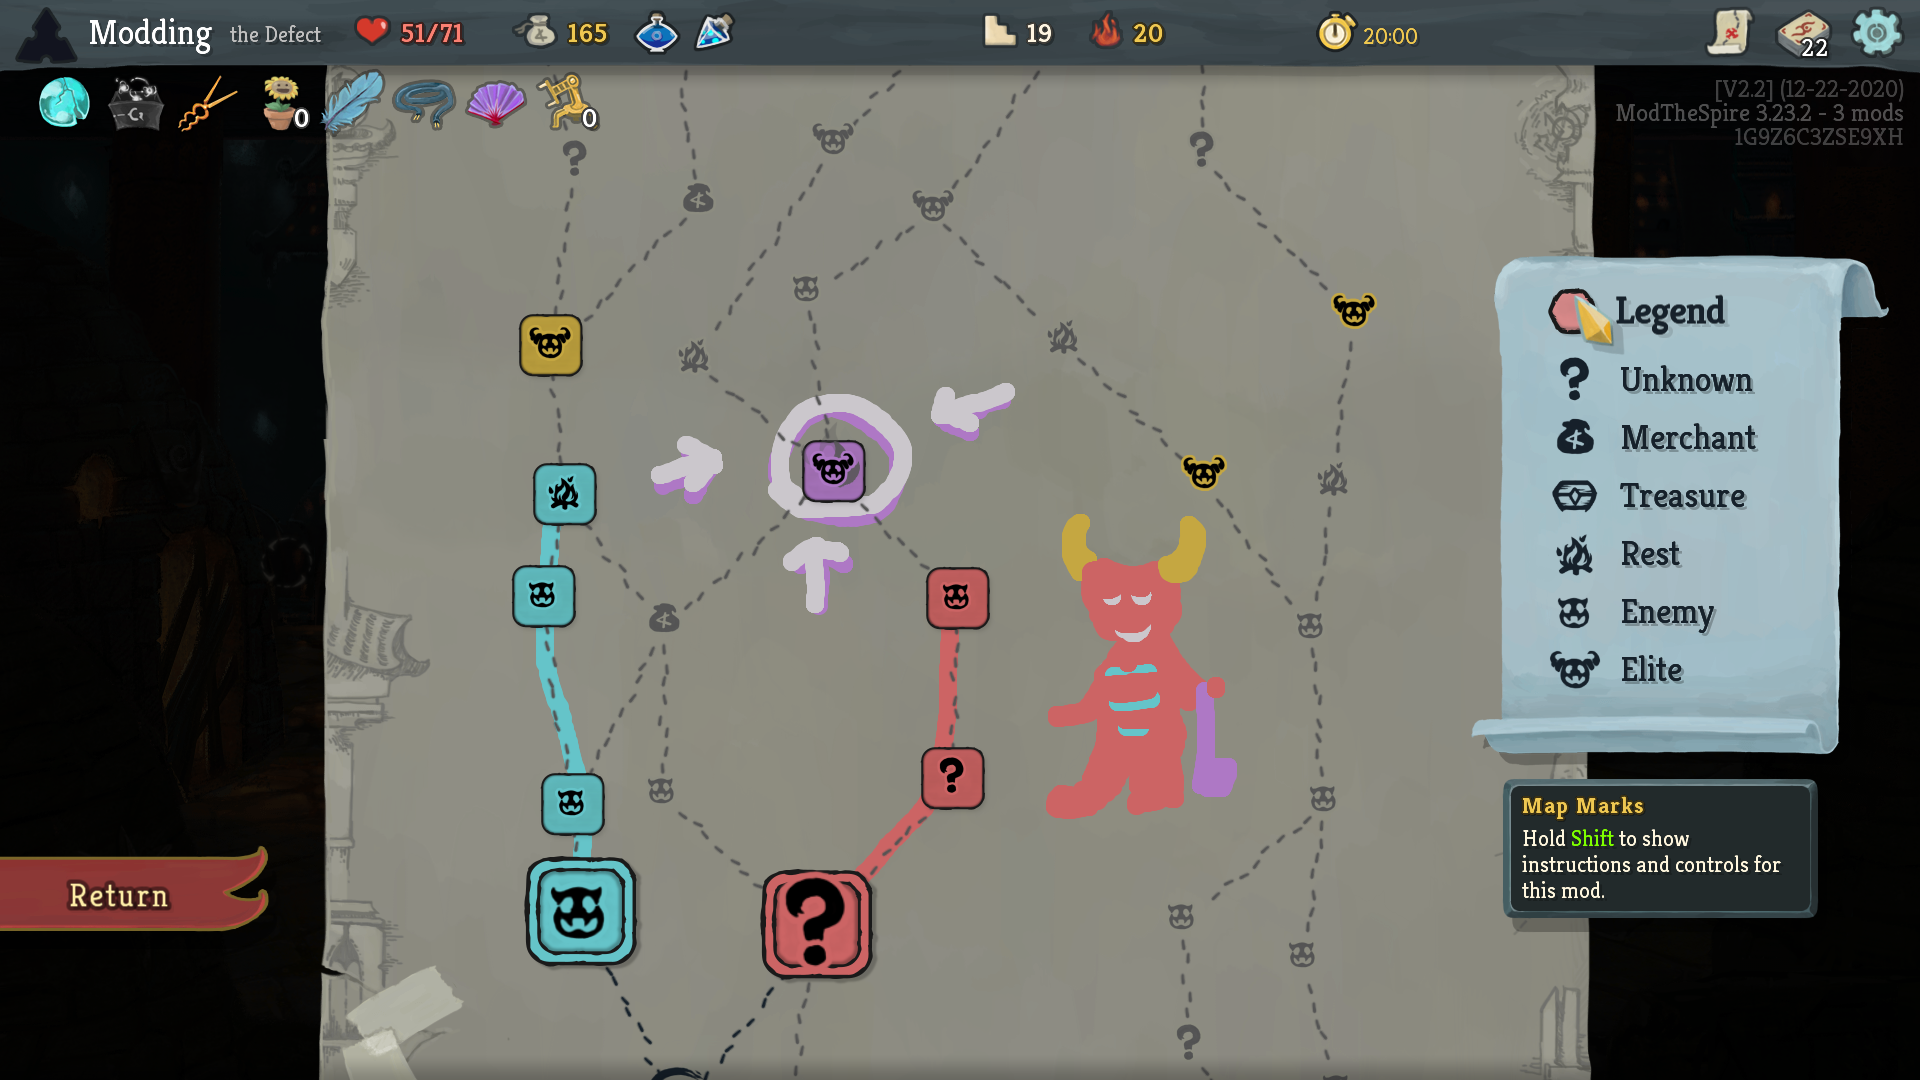 Modding the Defect 51/71 165 19 20 20:00 22
0 0
[V2.2] (12-22-2020)
ModTheSpire 3.23.2 - 3 mods
1G9Z6C3ZSE9XH
Legend
Unknown
Merchant
Treasure
Rest
Enemy
Elite
Map Marks
Hold Shift to show
instructions and controls for
this mod.
Return